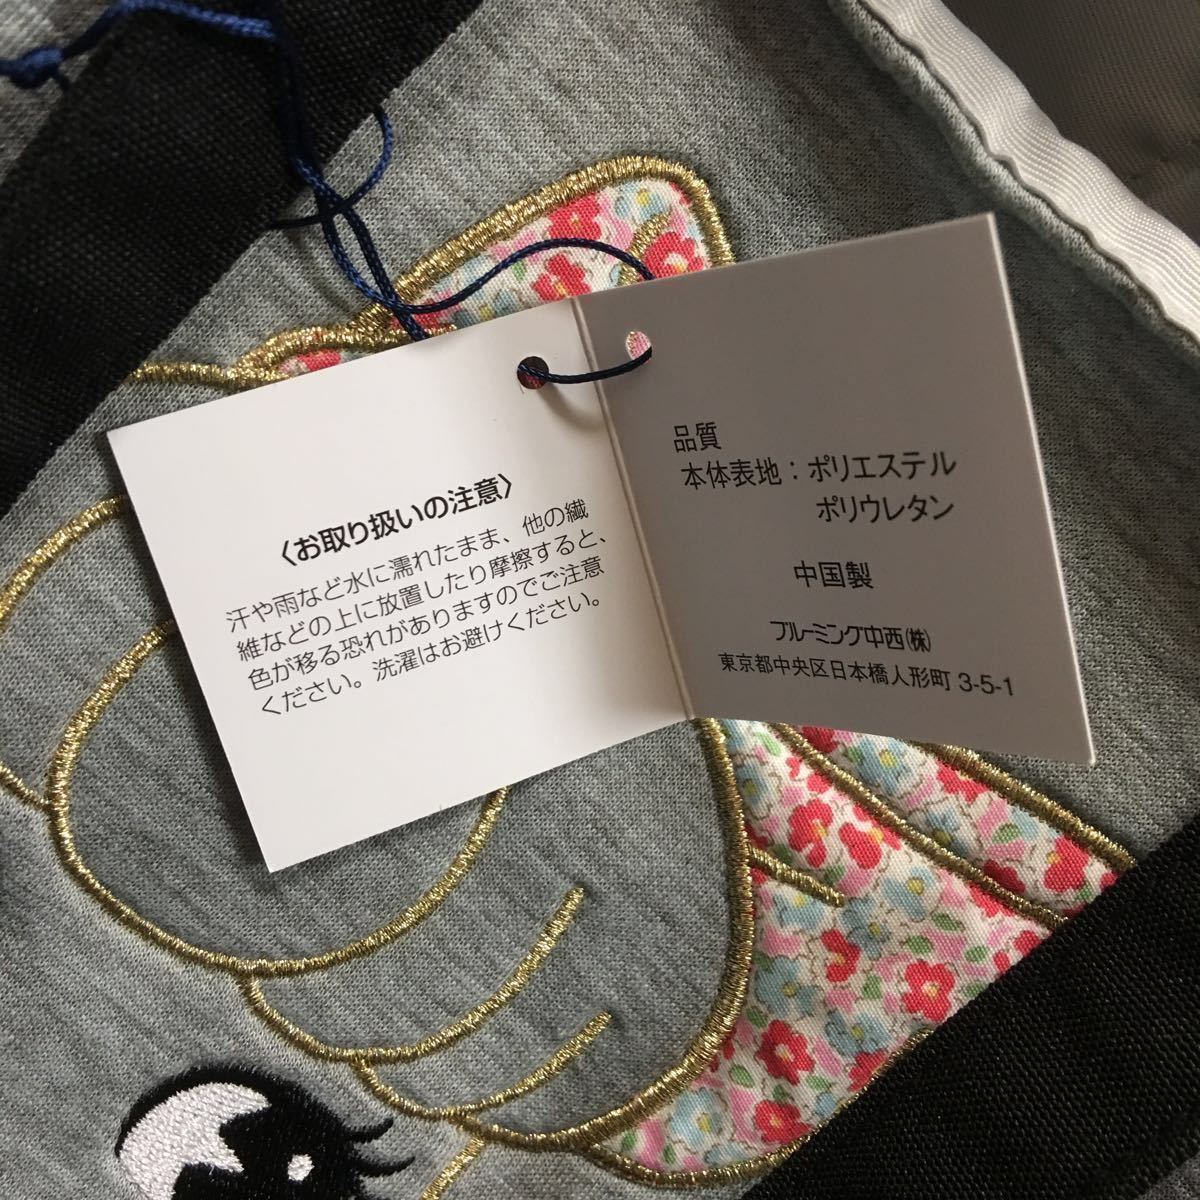 〈お取り扱いの注意〉
汗や雨など水に濡れたまま、他の繊
維などの上に放置したり摩擦すると、
色が移る恐れがありますのでご注意
ください。洗濯はお避けください。
品質
本体表地：ポリエステル
ポリウレタン
中国製
ブルーミング中西㈱
東京都中央区日本橋人形町 3-5-1